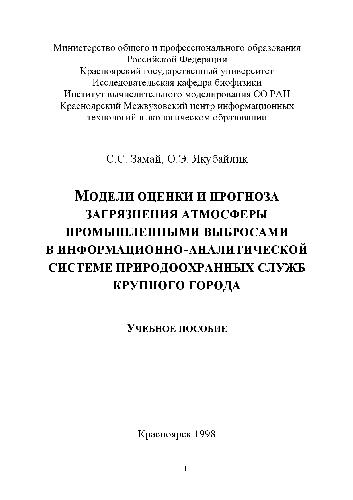 Министерство общего и профессионального образования
Российской Федерации
Красноярский государственный университет
Исследовательская кафедра биофизики
Институт вычислительного моделирования СО РАН
Красноярский Межвузовский центр информационных
технологий в экологическом образовании
С.С. Замай, О.Э. Якубайлик
МОДЕЛИ ОЦЕНКИ И ПРОГНОЗА
ЗАГРЯЗНЕНИЯ АТМОСФЕРЫ
ПРОМЫШЛЕННЫМИ ВЫБРОСАМИ
В ИНФОРМАЦИОННО-АНАЛИТИЧЕСКОЙ
СИСТЕМЕ ПРИРОДООХРАННЫХ СЛУЖБ
КРУПНОГО ГОРОДА
УЧЕБНОЕ ПОСОБИЕ
Красноярск 1998
1